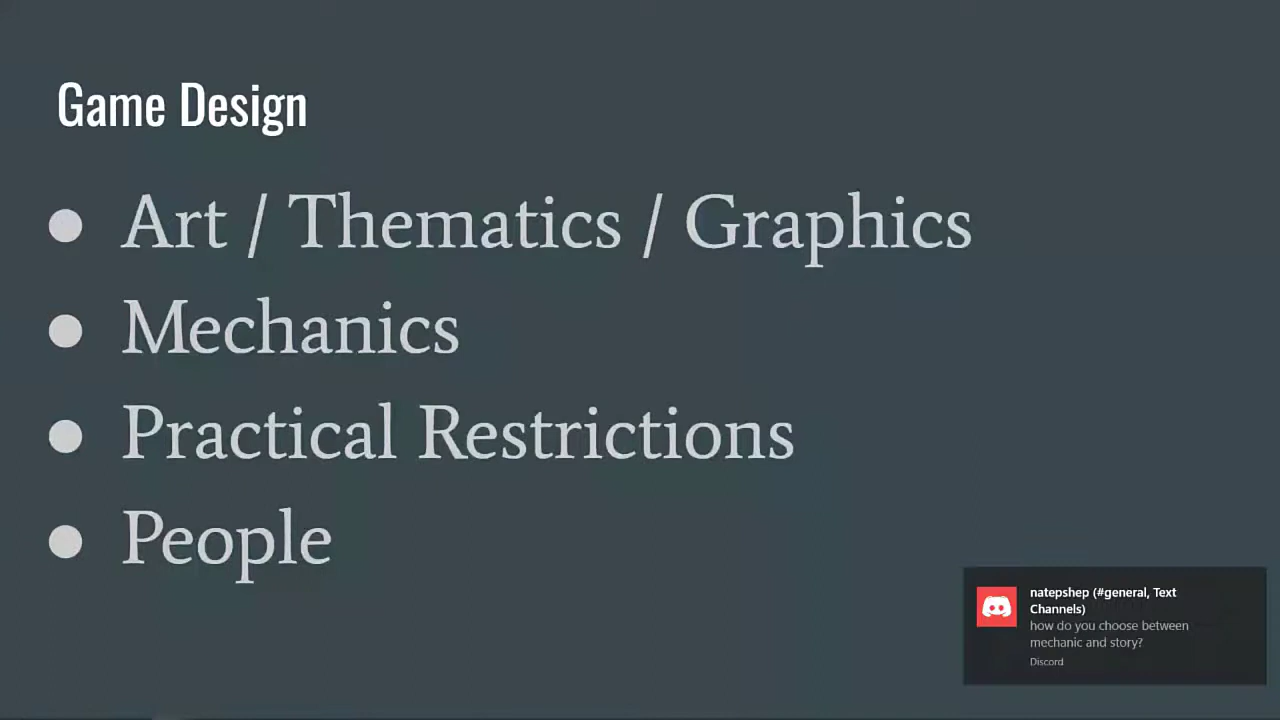 Game Design
● Art / Thematics / Graphics
● Mechanics
● Practical Restrictions
● People
natepshep (#general, Text
Channels)
how do you choose between
mechanic and story?
Discord